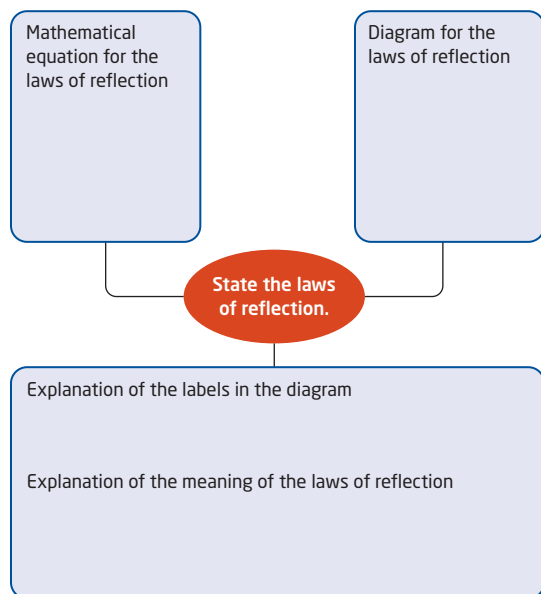 Mathematical
equation for the
laws of reflection
Diagram for the
laws of reflection
State the laws
of reflection.
Explanation of the labels in the diagram
Explanation of the meaning of the laws of reflection